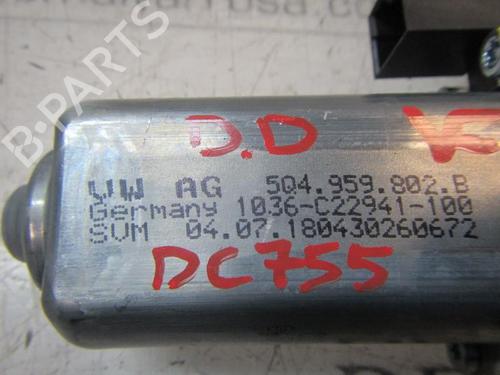 D.D
VW AG 5Q4.959.802.B
Germany 1036-C22941-100
SVM 04.07.180430260672
DC755
B-PARTS